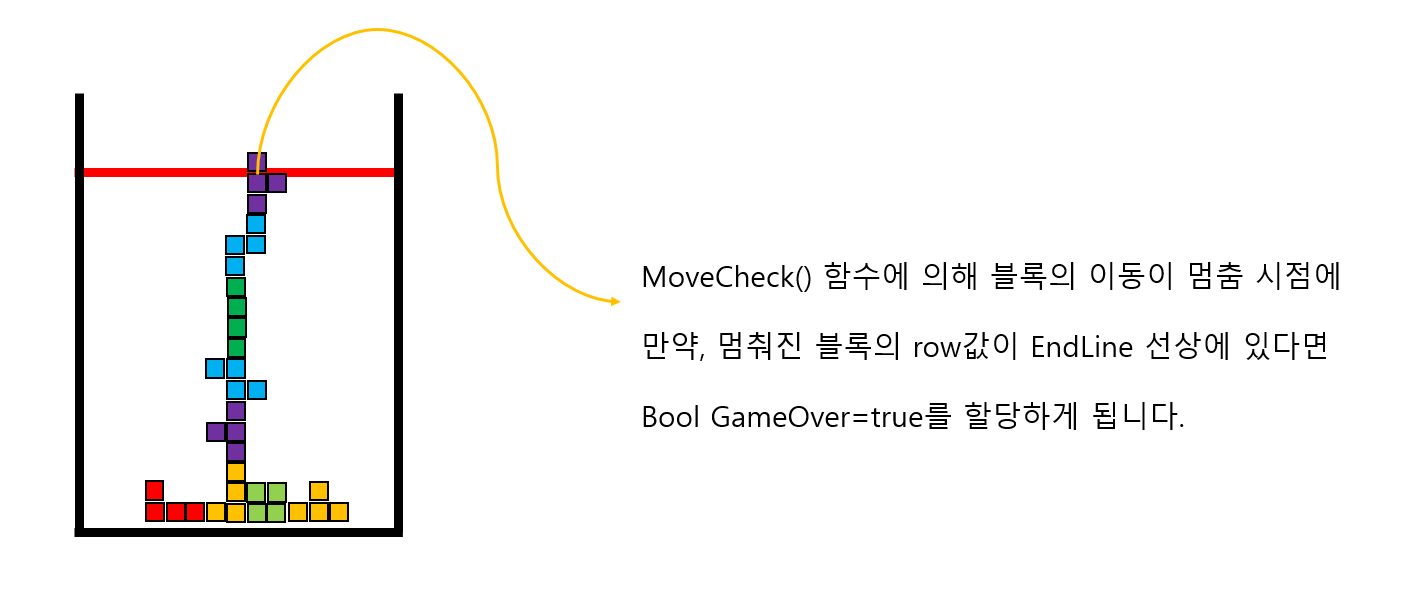 MoveCheck() 함수에 의해 블록의 이동이 멈춤 시점에
만약, 멈춰진 블록의 row값이 EndLine 선상에 있다면
Bool GameOver=true를 할당하게 됩니다.